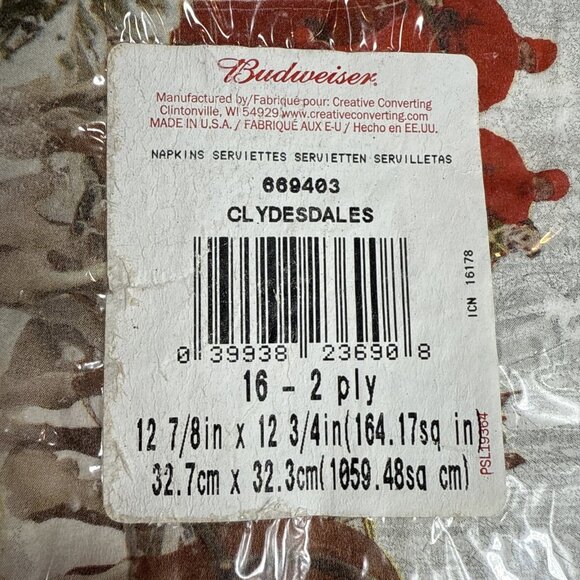 Budweiser.
Manufactured by/Fabriqué pour: Creative Converting
Clintonville, WI 54929 www.creativeconverting.com
MADE IN U.S.A. / FABRIQUÉ AUX E-U / Hecho en EE.UU.
NAPKINS SERVIETTES SERVIETTEN SERVILLETAS
669403
CLYDESDALES
0 39938 23690 8
16 - 2 ply
12 7/8in x 12 3/4in(164.17sq in)
32.7cm x 32.3cm(1059.48sq cm)
ICN 16178
PSL19364